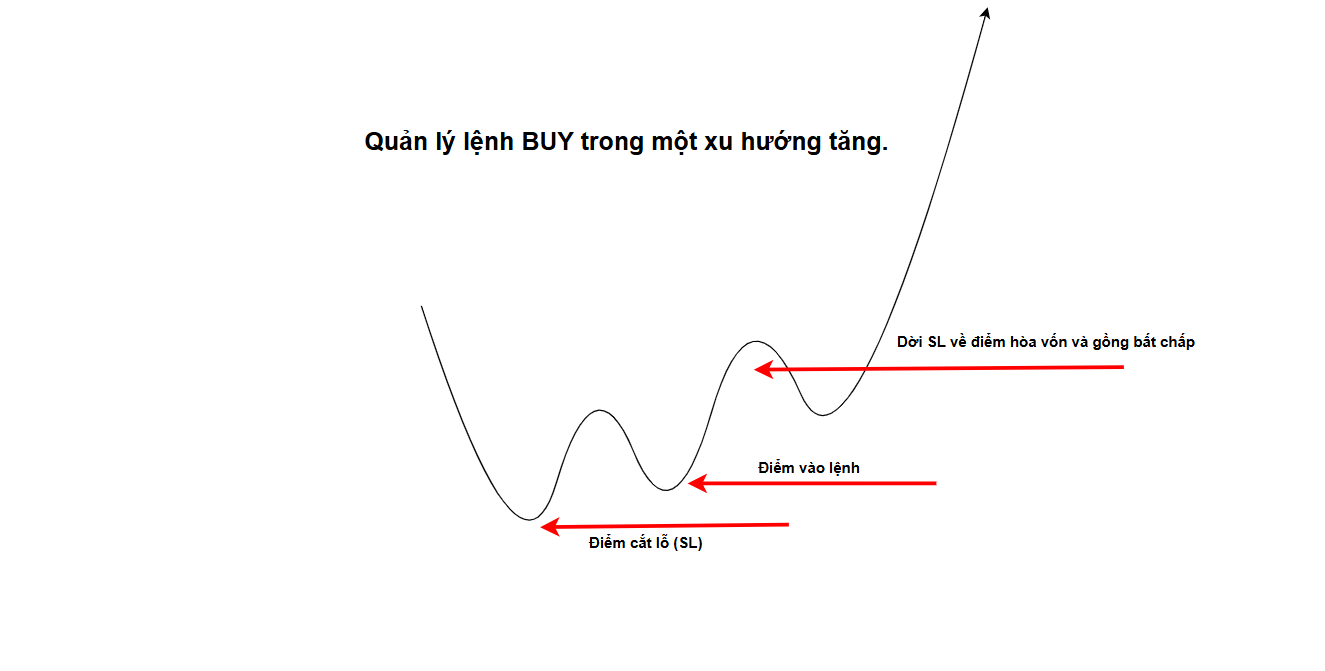 Quản lý lệnh BUY trong một xu hướng tăng.
Dời SL về điểm hòa vốn và gồng bất chấp
Điểm vào lệnh
Điểm cắt lỗ (SL)